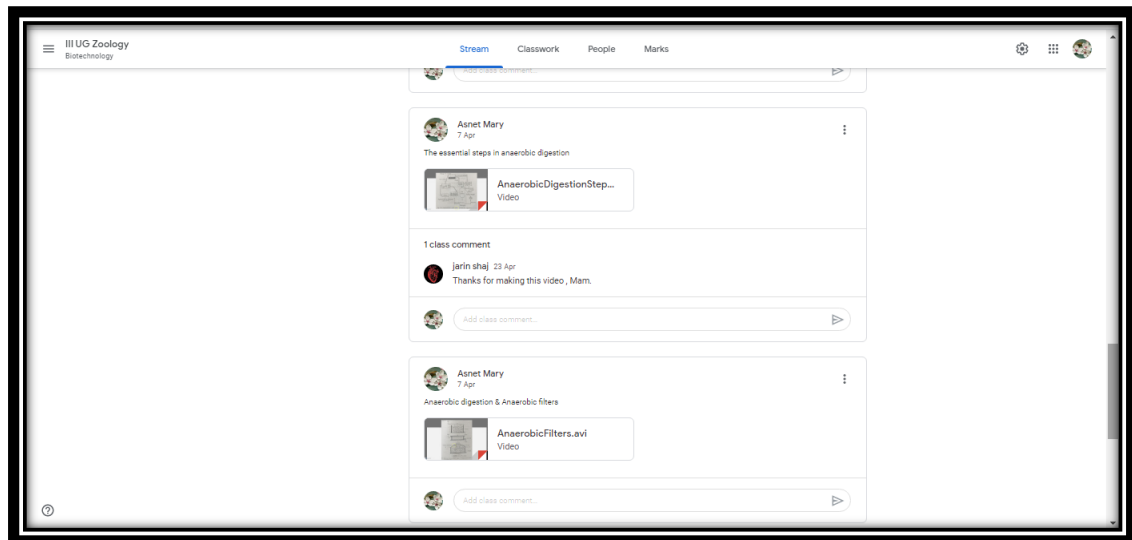 III UG Zoology
Biotechnology
Stream Classwork People Marks
Add class comment...
Asnet Mary
7 Apr
The essential steps in anaerobic digestion
AnaerobicDigestionStep...
Video
1 class comment
jarin shaj 23 Apr
Thanks for making this video , Mam.
Add class comment...
Asnet Mary
7 Apr
Anaerobic digestion & Anaerobic filters
AnaerobicFilters.avi
Video
Add class comment...